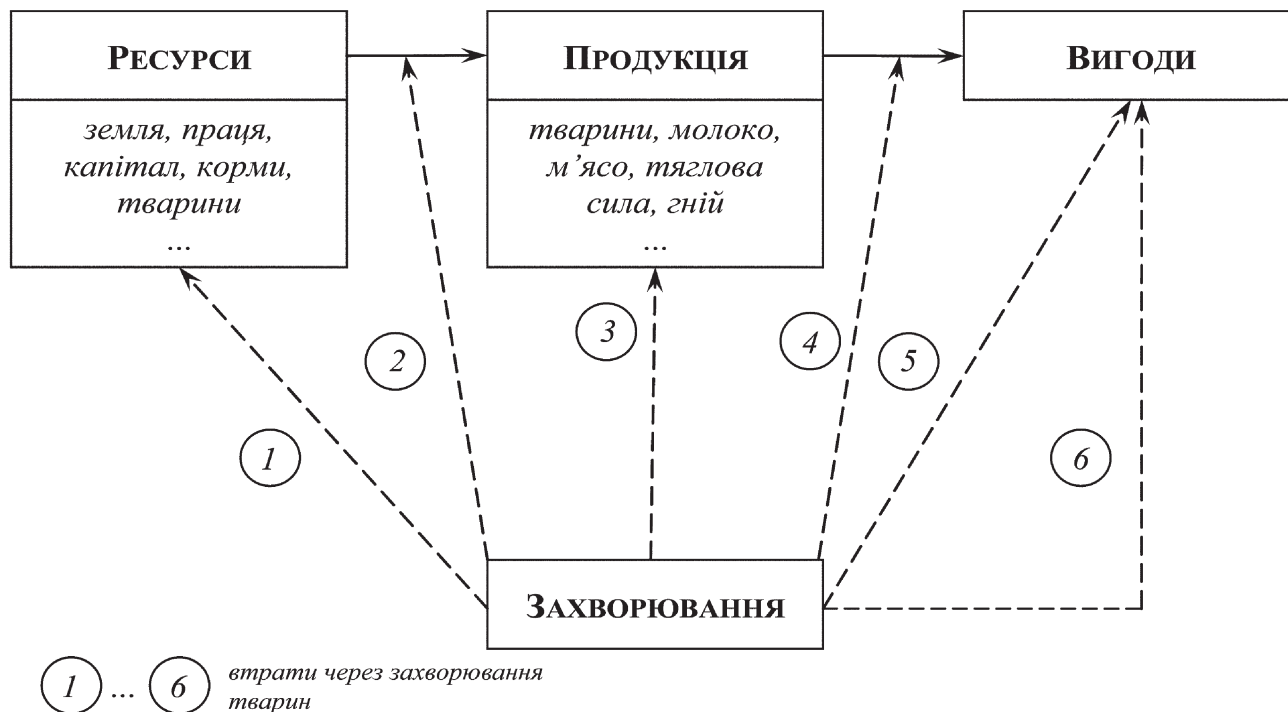 РЕСУРСИ
земля, праця,
капітал, корми,
тварини
...
ПРОДУКЦІЯ
тварини, молоко,
м’ясо, тяглова
сила, гній
...
ВИГОДИ
1
2
3
4
5
6
ЗАХВОРЮВАННЯ
1 ... 6 втрати через захворювання
тварин